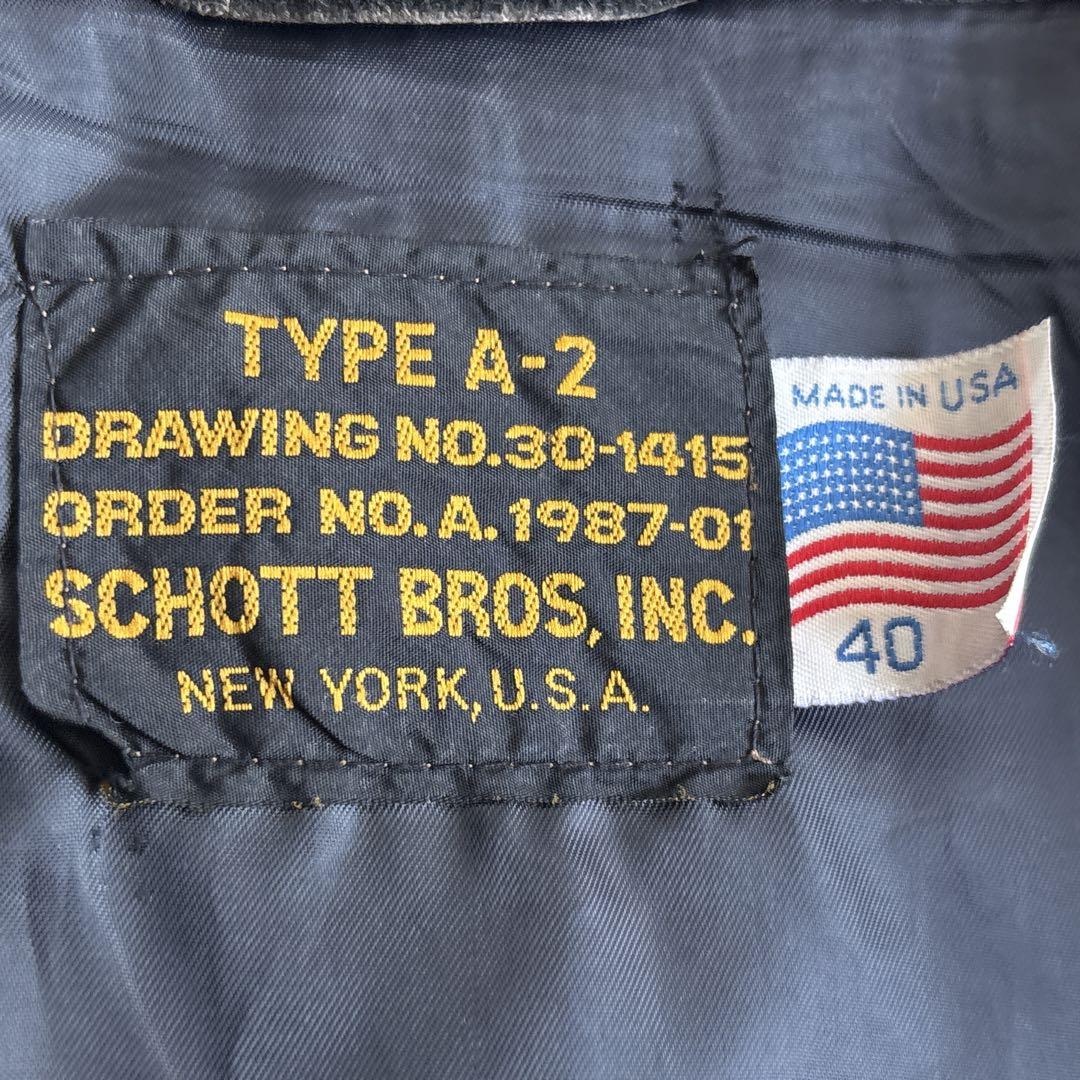 TYPE A-2
DRAWING NO.30-1415
ORDER NO.A.1987-01
SCHOTT BROS, INC.
NEW YORK, U.S.A.
MADE IN USA
40